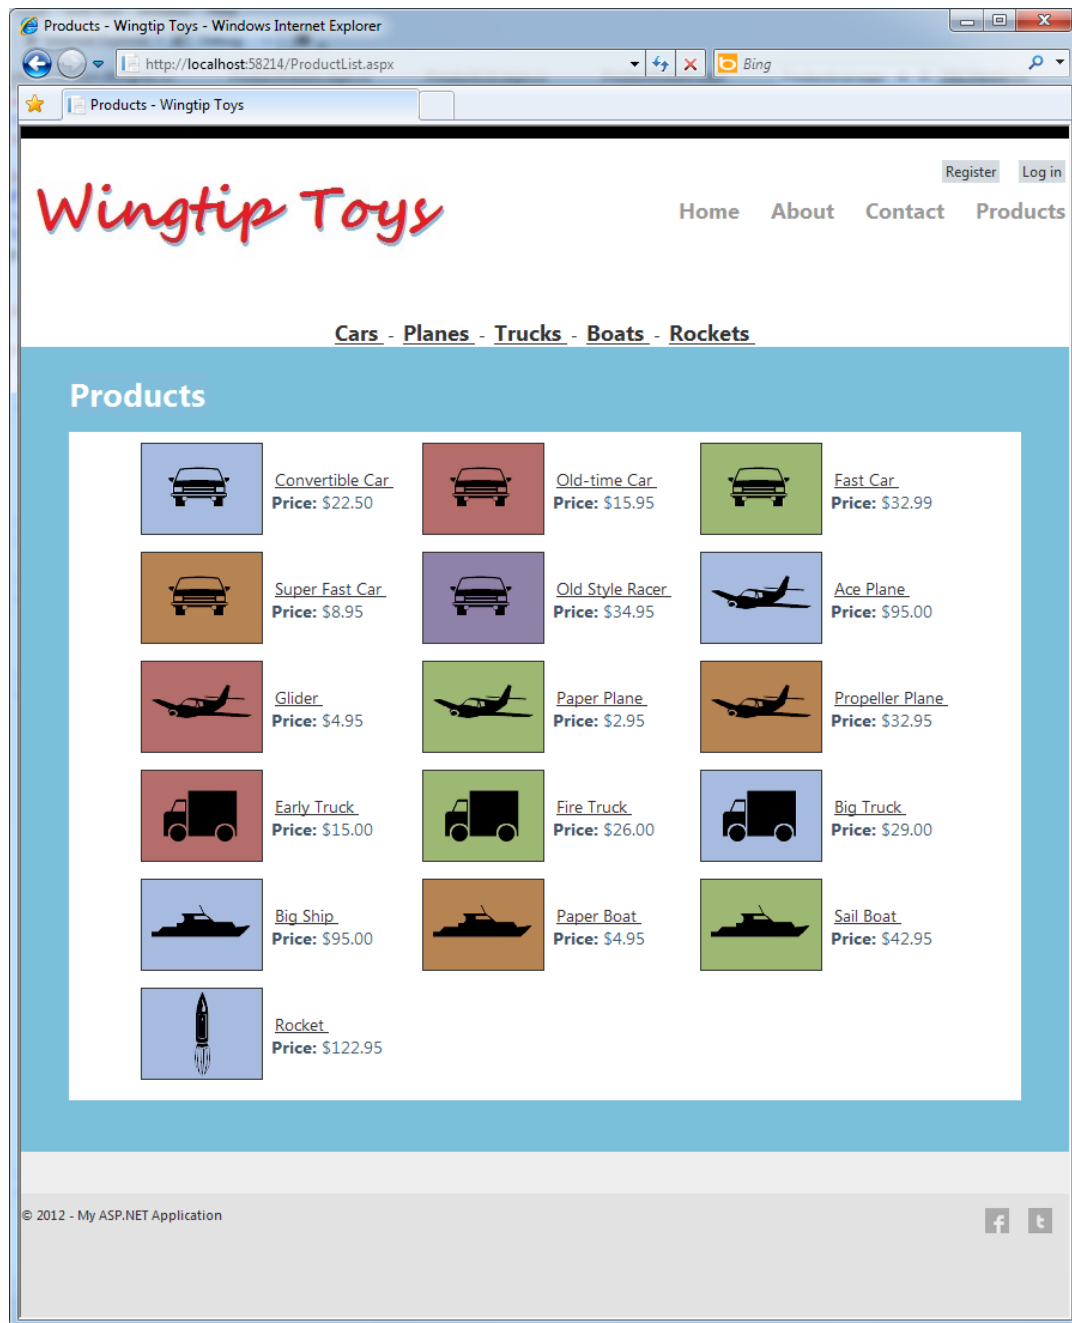 Products - Wingtip Toys - Windows Internet Explorer
http://localhost:58214/ProductList.aspx
Bing
Products - Wingtip Toys
Register Log in
Wingtip Toys
Home About Contact Products
Cars - Planes - Trucks - Boats - Rockets
Products
Convertible Car
Price: $22.50
Old-time Car
Price: $15.95
Fast Car
Price: $32.99
Super Fast Car
Price: $8.95
Old Style Racer
Price: $34.95
Ace Plane
Price: $95.00
Glider
Price: $4.95
Paper Plane
Price: $2.95
Propeller Plane
Price: $32.95
Early Truck
Price: $15.00
Fire Truck
Price: $26.00
Big Truck
Price: $29.00
Big Ship
Price: $95.00
Paper Boat
Price: $4.95
Sail Boat
Price: $42.95
Rocket
Price: $122.95
© 2012 - My ASP.NET Application